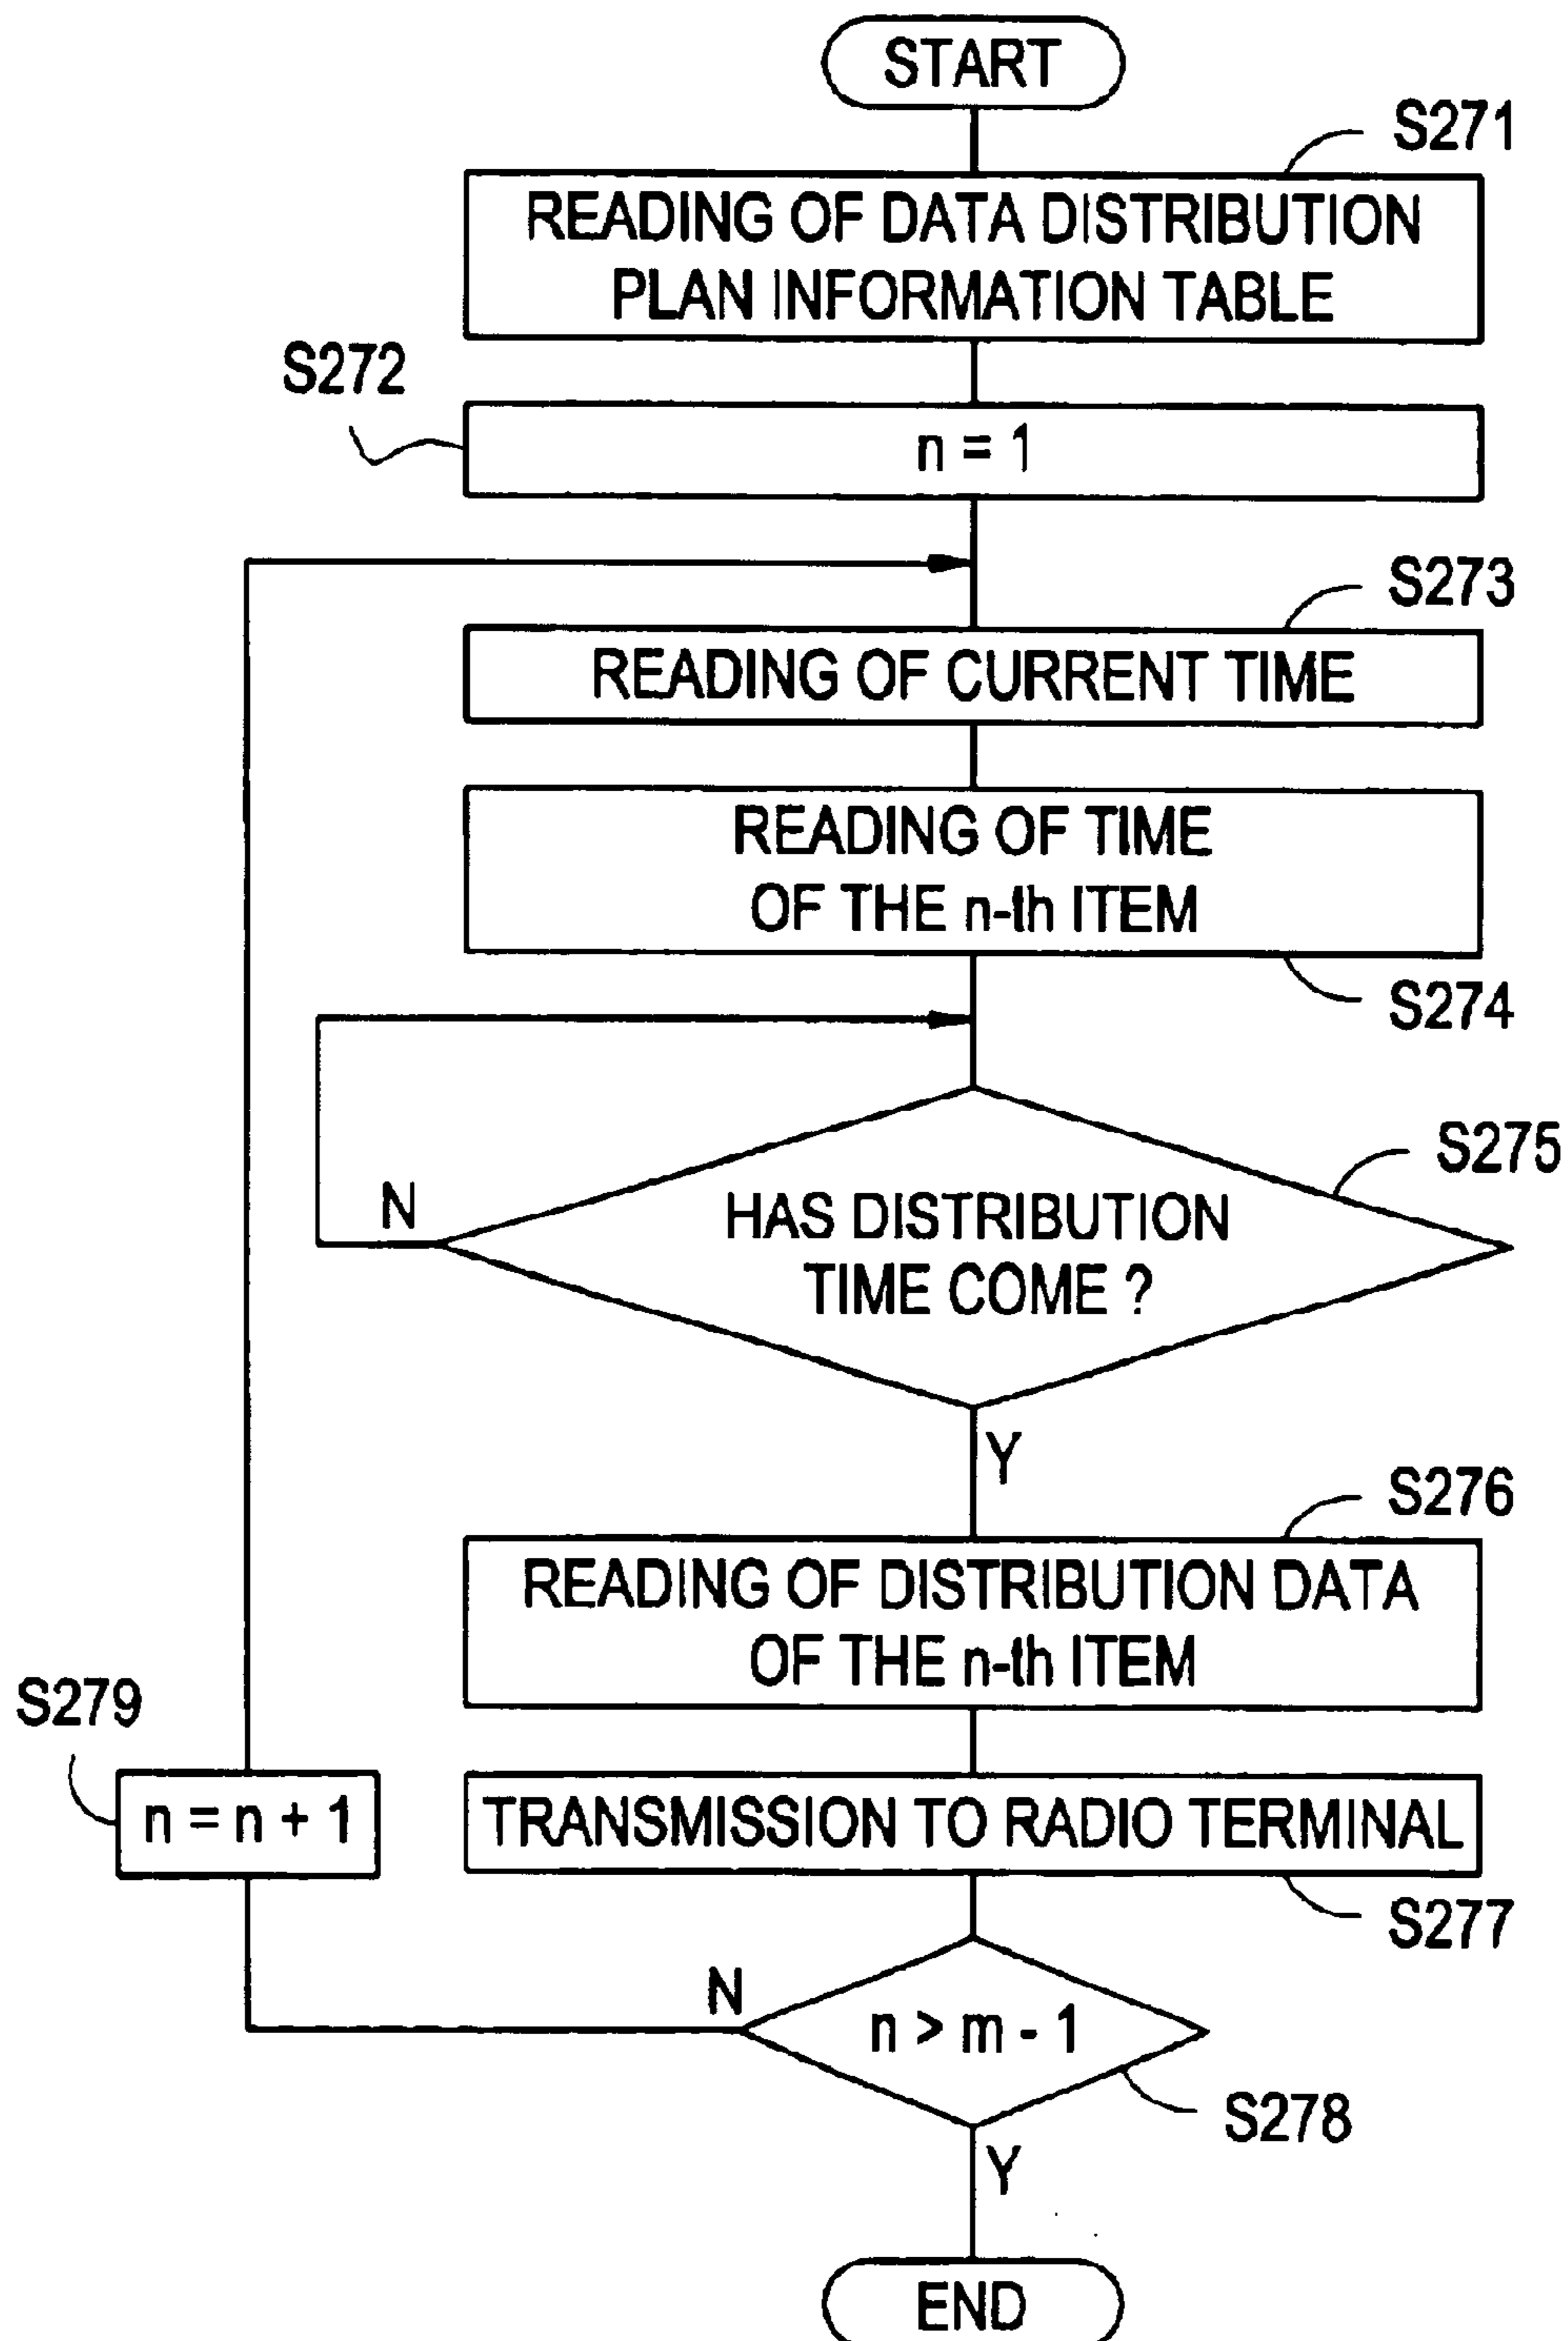 START
S271
READING OF DATA DISTRIBUTION
PLAN INFORMATION TABLE
S272
n = 1
S273
READING OF CURRENT TIME
READING OF TIME
OF THE n-th ITEM
S274
S275
N
HAS DISTRIBUTION
TIME COME ?
Y
S276
READING OF DISTRIBUTION DATA
OF THE n-th ITEM
S279
n = n + 1
TRANSMISSION TO RADIO TERMINAL
S277
N
n > m - 1
S278
Y
END